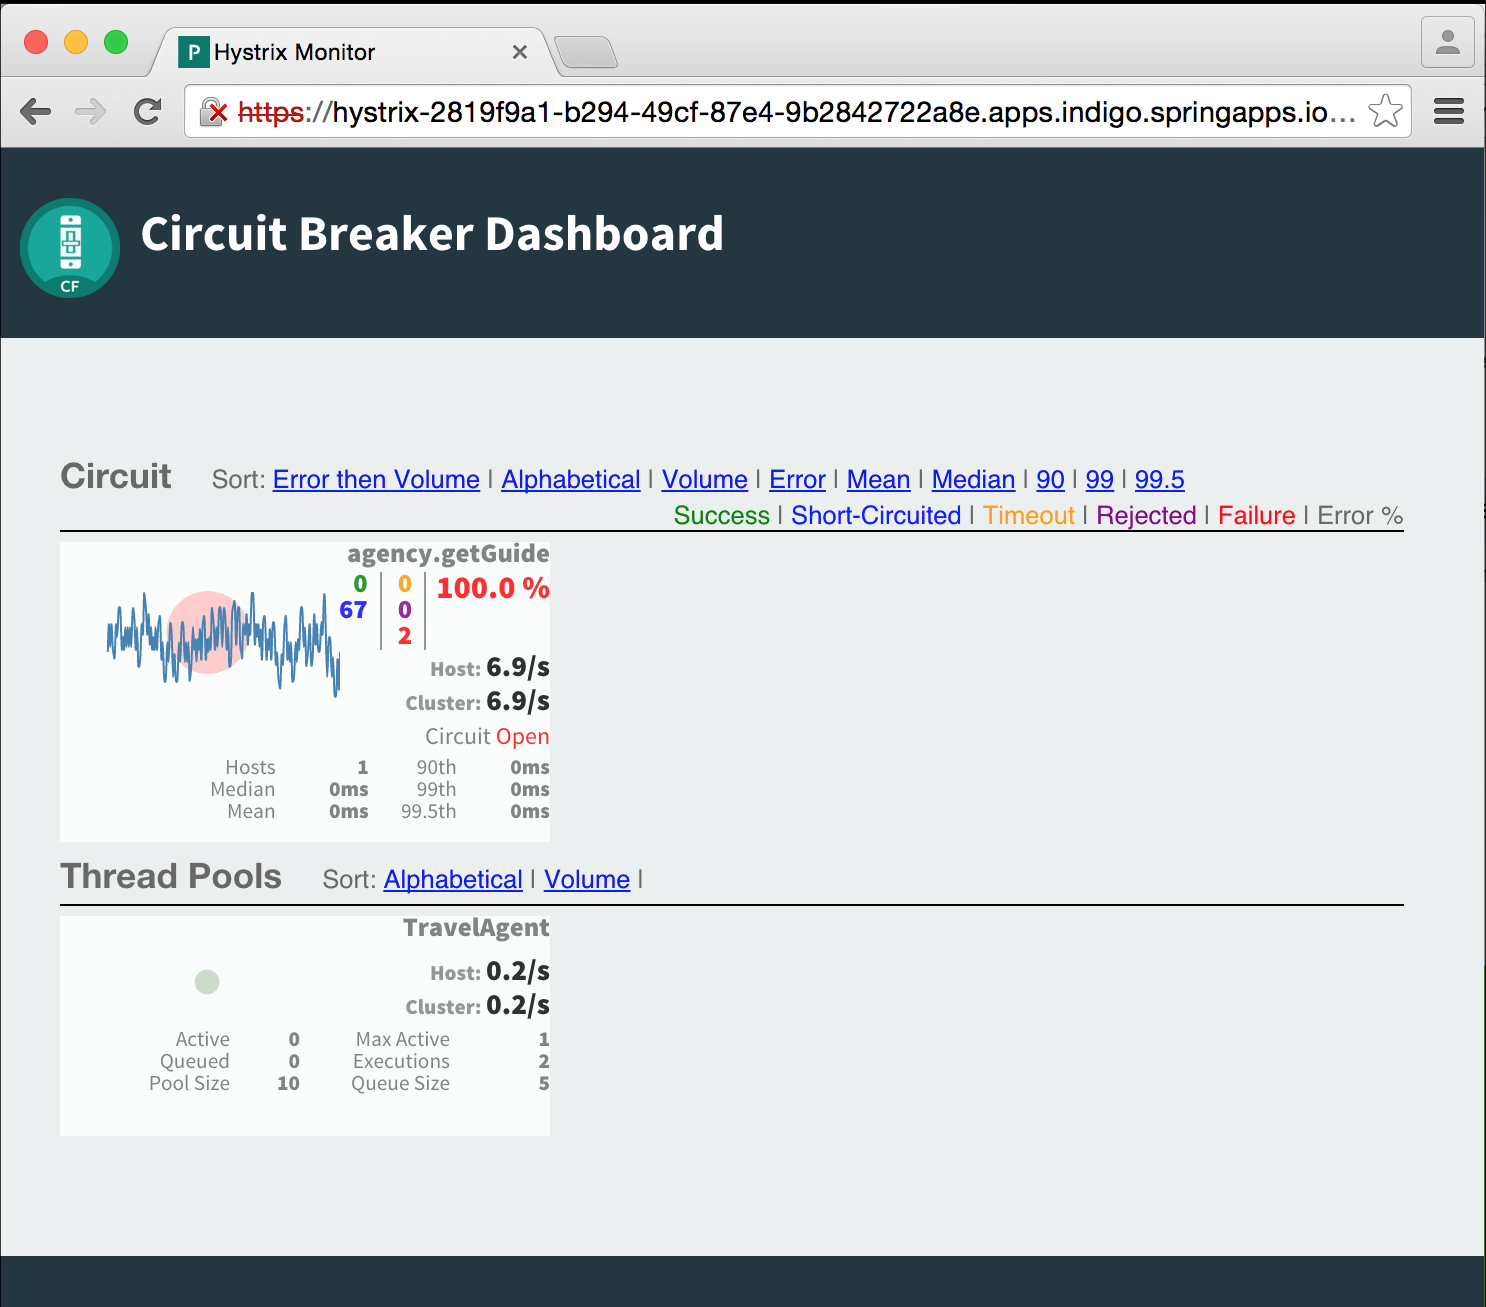 P Hystrix Monitor
https://hystrix-2819f9a1-b294-49cf-87e4-9b2842722a8e.apps.indigo.springapps.io...
Circuit Breaker Dashboard
CF
Circuit Sort: Error then Volume | Alphabetical | Volume | Error | Mean | Median | 90 | 99 | 99.5
Success | Short-Circuited | Timeout | Rejected | Failure | Error %
agency.getGuide
0 | 0 | 100.0 %
67 | 0 |
2
Host: 6.9/s
Cluster: 6.9/s
Circuit Open
Hosts 1 90th 0ms
Median 0ms 99th 0ms
Mean 0ms 99.5th 0ms
Thread Pools Sort: Alphabetical | Volume |
TravelAgent
Host: 0.2/s
Cluster: 0.2/s
Active 0 Max Active 1
Queued 0 Executions 2
Pool Size 10 Queue Size 5